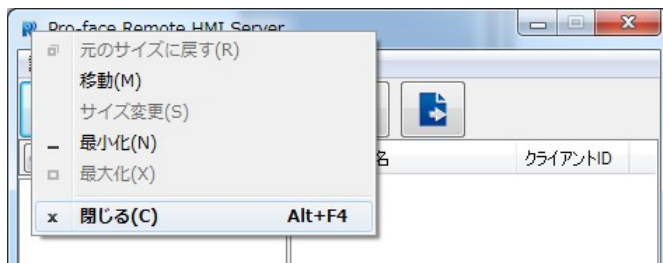 Pro-face Remote HMI Server
元のサイズに戻す(R)
移動(M)
サイズ変更(S)
最小化(N)
名
クライアントID
最大化(X)
閉じる(C) Alt+F4